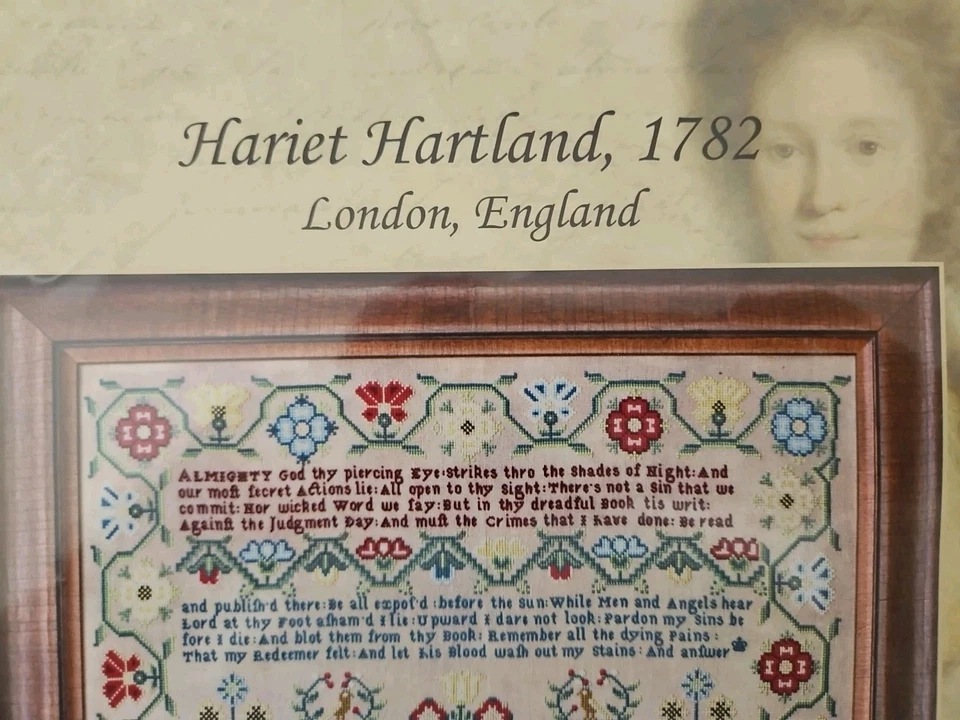 Hariet Hartland, 1782
London, England
ALMIGHTY God thy piercing Eye:strikes thro the shades of Night:And
our moſt ſecret Actions lie:All open to thy sight:There's not a Sin that we
commit: Nor wicked Word we ſay:But in thy dreadful Book tis writ:
Againſt the Judgment Day:And muſt the Crimes that I have done: Be read
and publiſh'd there:Be all expoſ'd :before the sun:While Men and Angels hear
Lord at thy Foot aſham'd I lie:Upward I dare not look:Pardon my Sins be
fore I die:And blot them from thy Book: Remember all the dying Pains :
That my Redeemer felt:And let his Blood waſh out my Stains: And anſwer